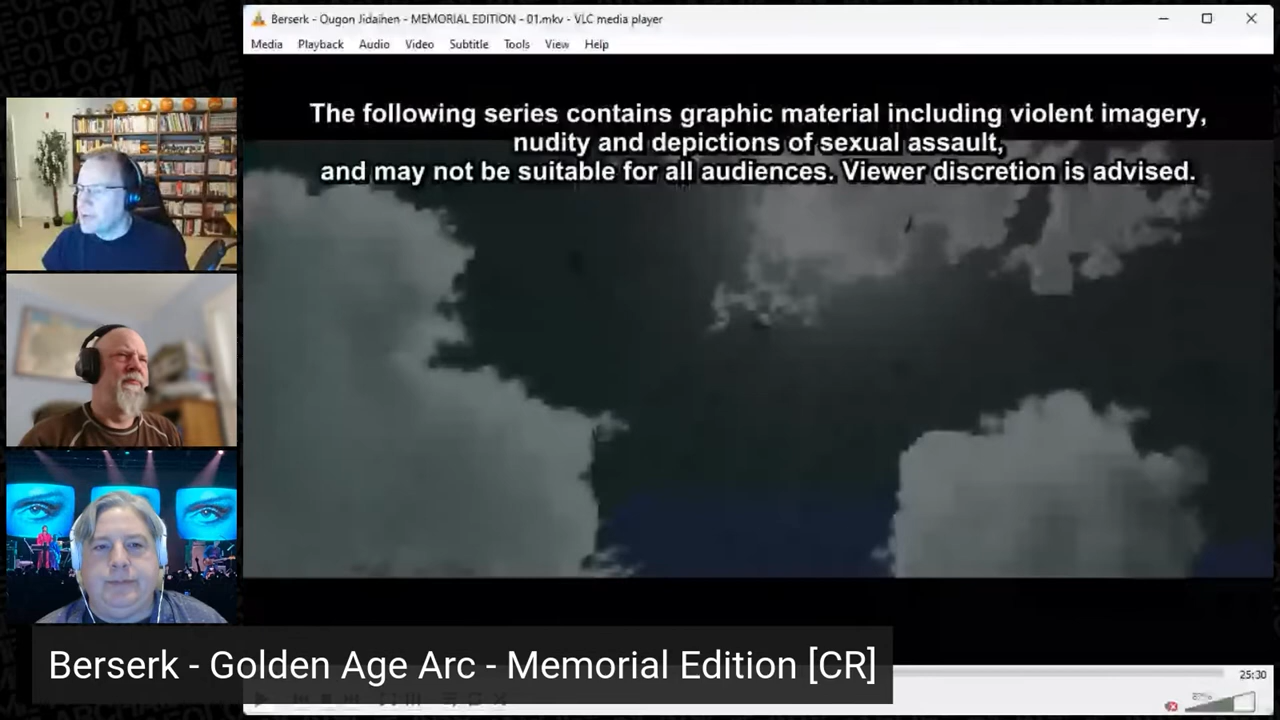 Berserk - Ougon Jidaihen - MEMORIAL EDITION - 01.mkv - VLC media player
Media Playback Audio Video Subtitle Tools View Help
The following series contains graphic material including violent imagery,
nudity and depictions of sexual assault,
and may not be suitable for all audiences. Viewer discretion is advised.
Berserk - Golden Age Arc - Memorial Edition [CR]
25:30